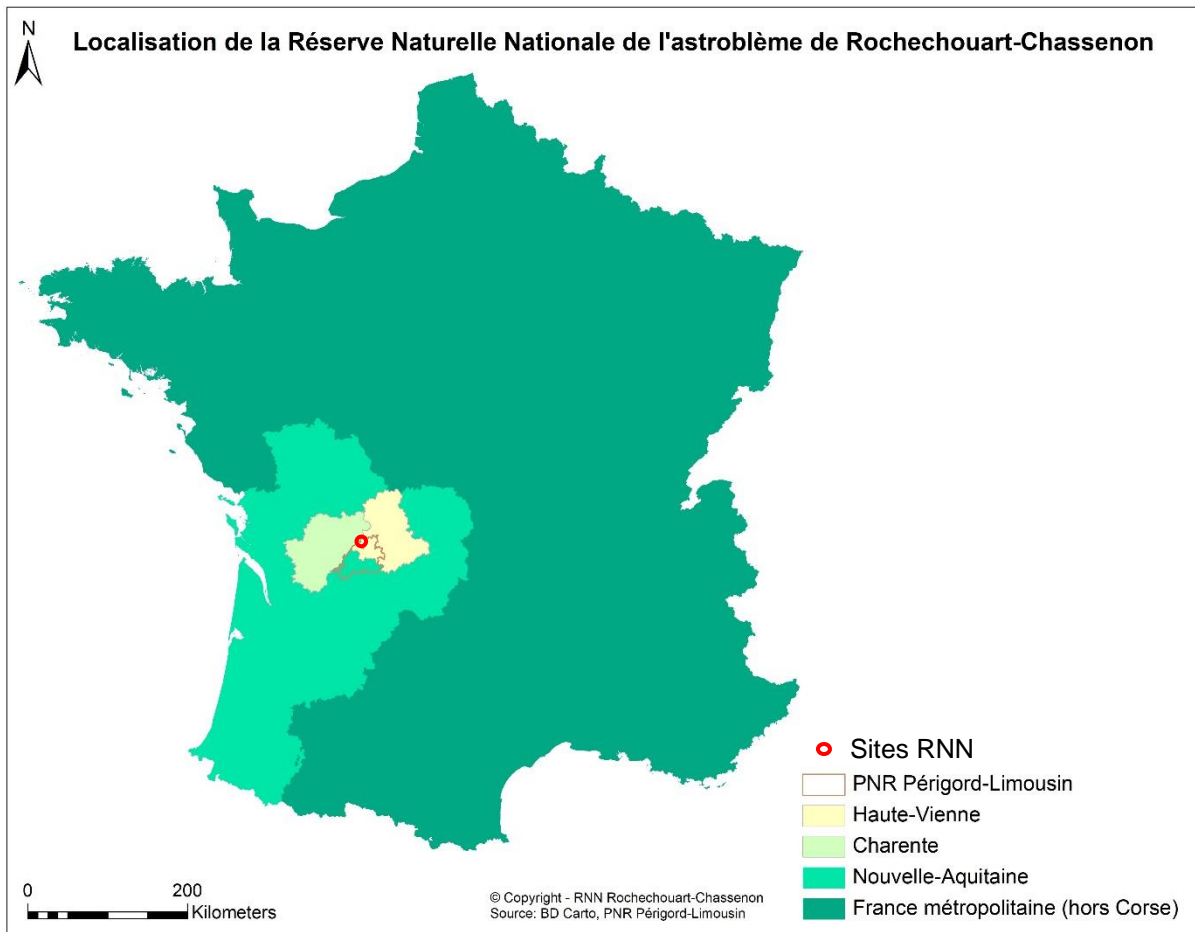 N
Localisation de la Réserve Naturelle Nationale de l'astroblème de Rochechouart-Chassenon
Sites RNN
PNR Périgord-Limousin
Haute-Vienne
Charente
Nouvelle-Aquitaine
France métropolitaine (hors Corse)
0 200
Kilometers
© Copyright - RNN Rochechouart-Chassenon
Source: BD Carto, PNR Périgord-Limousin